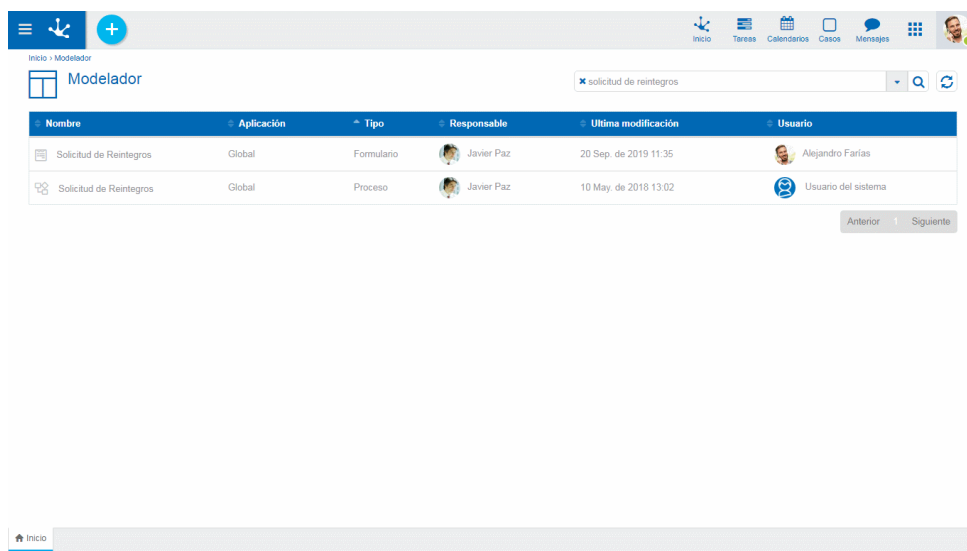 Inicio Tareas Calendarios Casos Mensajes
Inicio › Modelador
Modelador
solicitud de reintegros
Nombre Aplicación Tipo Responsable Ultima modificación Usuario
Solicitud de Reintegros Global Formulario Javier Paz 20 Sep. de 2019 11:35 Alejandro Farías
Solicitud de Reintegros Global Proceso Javier Paz 10 May. de 2018 13:02 Usuario del sistema
Anterior 1 Siguiente
Inicio